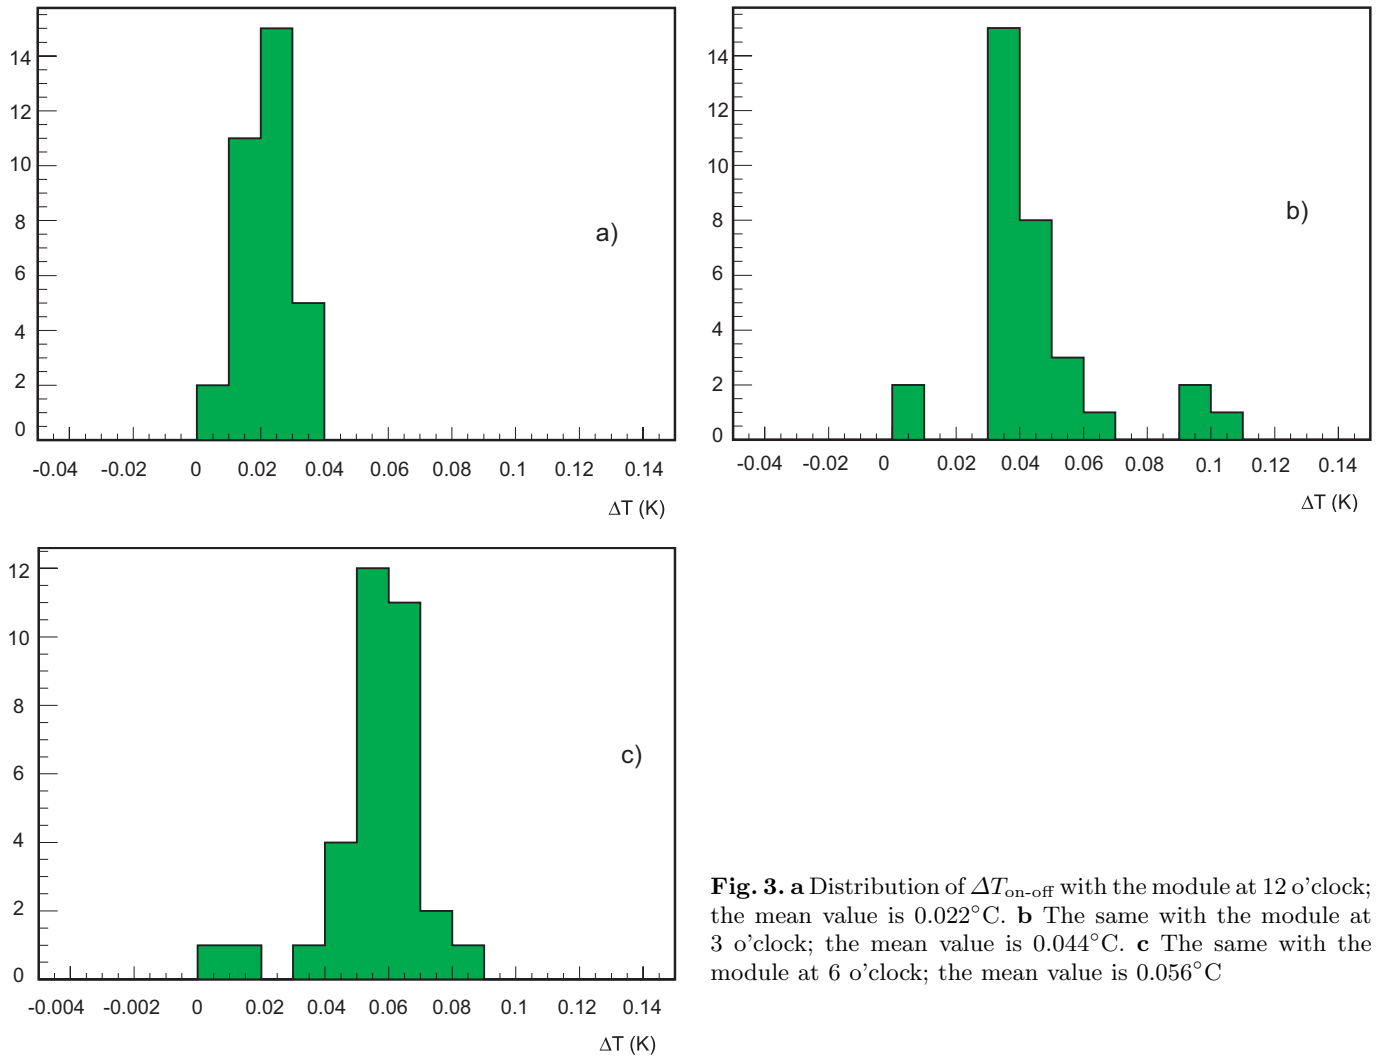 14
12
10
8
6
4
2
0
-0.04 -0.02 0 0.02 0.04 0.06 0.08 0.1 0.12 0.14
ΔT (K)
a)
14
12
10
8
6
4
2
0
-0.04 -0.02 0 0.02 0.04 0.06 0.08 0.1 0.12 0.14
ΔT (K)
b)
12
10
8
6
4
2
0
-0.004 -0.002 0 0.02 0.04 0.06 0.08 0.1 0.12 0.14
ΔT (K)
c)
Fig. 3. a Distribution of ΔTon-off with the module at 12 o'clock;
the mean value is 0.022°C. b The same with the module at
3 o'clock; the mean value is 0.044°C. c The same with the
module at 6 o'clock; the mean value is 0.056°C